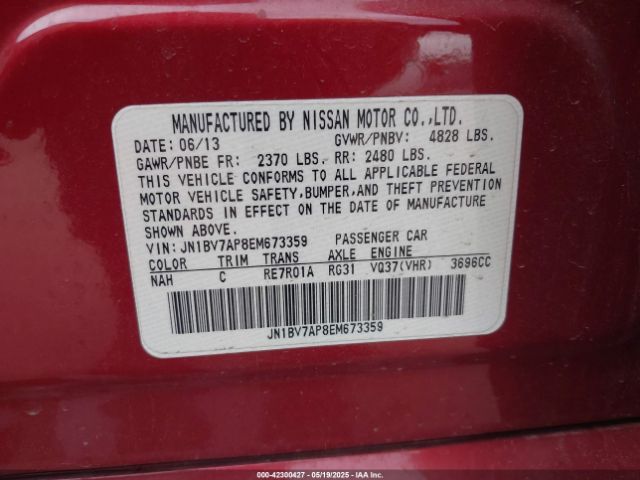 MANUFACTURED BY NISSAN MOTOR CO.,LTD.
DATE: 06/13 GVWR/PNBV: 4828 LBS.
GAWR/PNBE FR: 2370 LBS. RR: 2480 LBS.
THIS VEHICLE CONFORMS TO ALL APPLICABLE FEDERAL
MOTOR VEHICLE SAFETY,BUMPER,AND THEFT PREVENTION
STANDARDS IN EFFECT ON THE DATE OF MANUFACTURE
SHOWN ABOVE.
VIN: JN1BV7AP8EM673359 PASSENGER CAR
COLOR TRIM TRANS AXLE ENGINE
NAH C RE7R01A RG31 VQ37(VHR) 3696CC
JN1BV7AP8EM673359
000-42300427 - 05/19/2025 - IAAI.COM